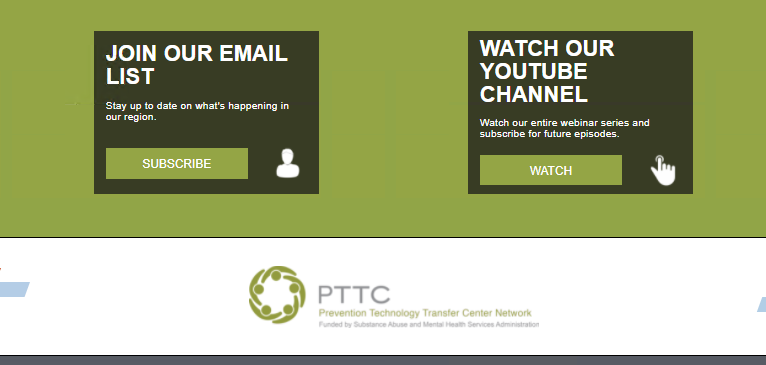 JOIN OUR EMAIL
LIST
Stay up to date on what's happening in
our region.
SUBSCRIBE
WATCH OUR
YOUTUBE
CHANNEL
Watch our entire webinar series and
subscribe for future episodes.
WATCH
PTTC
Prevention Technology Transfer Center Network
Funded by Substance Abuse and Mental Health Services Administration